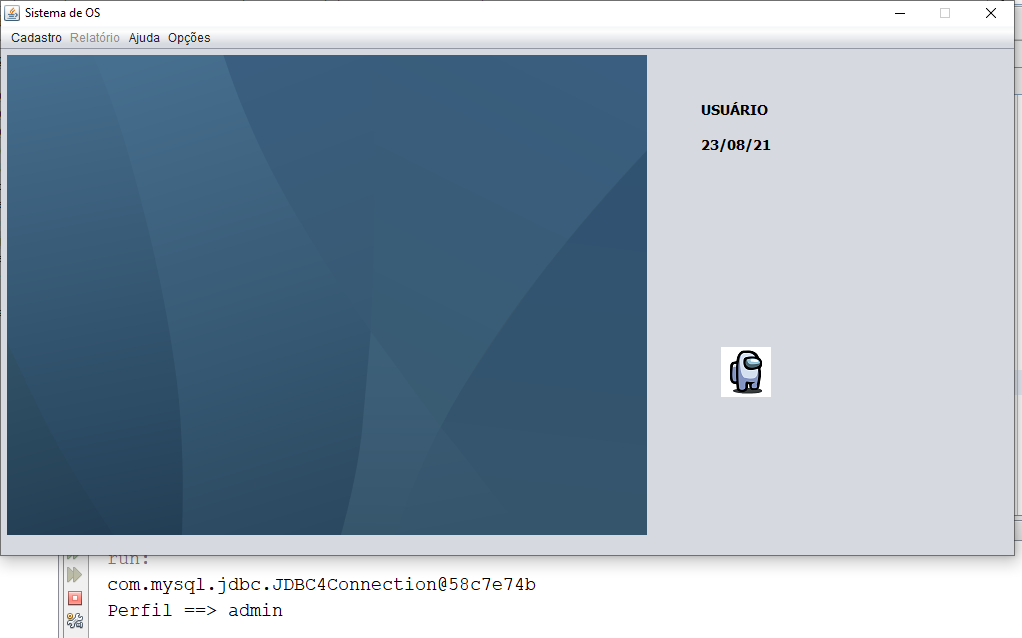 Sistema de OS
Cadastro Relatório Ajuda Opções
USUÁRIO
23/08/21
run:
com.mysql.jdbc.JDBC4Connection@58c7e74b
Perfil ==> admin